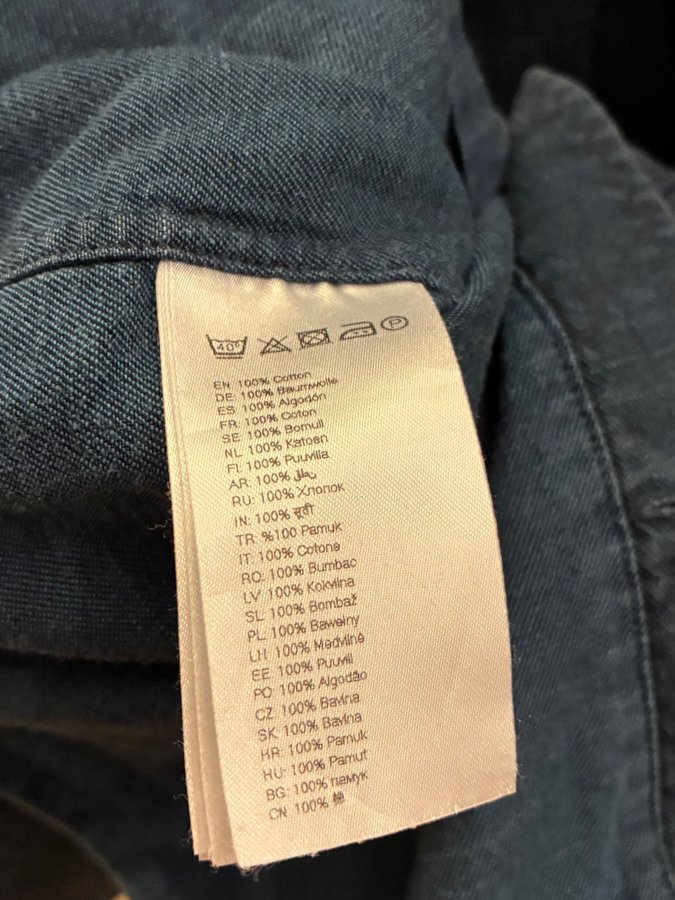 40° P
EN: 100% Cotton
DE: 100% Baumwolle
ES: 100% Algodón
FR: 100% Coton
SE: 100% Bomull
NL: 100% Katoen
FI: 100% Puuvilla
AR: 100%
RU: 100% Хлопок
IN: 100% सूती
TR: %100 Pamuk
IT: 100% Cotone
RO: 100% Bumbac
LV: 100% Kokvilna
SL: 100% Bombaž
PL: 100% Bawełny
LH: 100% Medvilnė
EE: 100% Puuvill
PO: 100% Algodão
CZ: 100% Bavlna
SK: 100% Bavlna
HR: 100% Pamuk
HU: 100% Pamut
BG: 100% памук
CN: 100% 棉